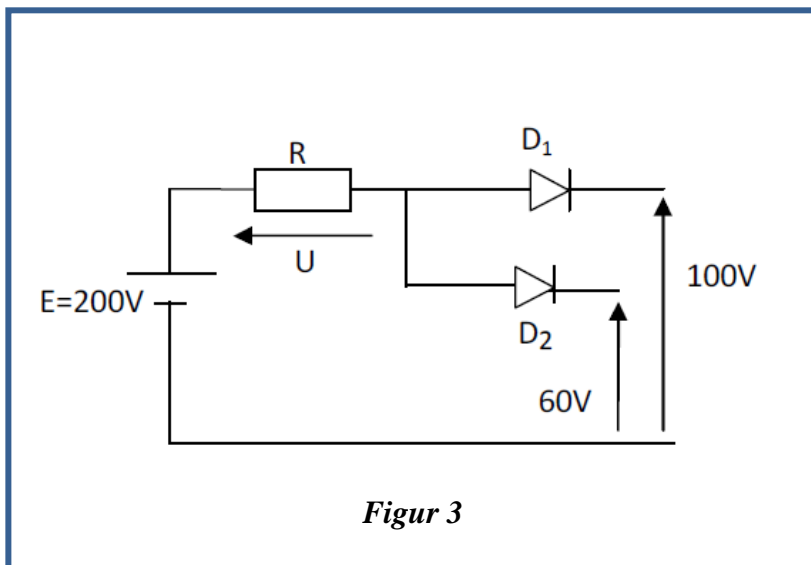 D₁
R
U
100V
E=200V
D₂
60V
Figur 3